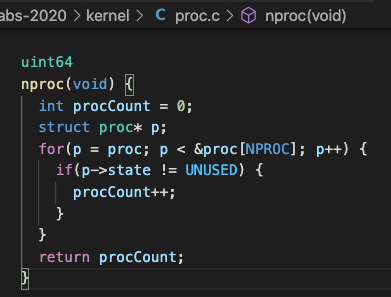 abs-2020 > kernel > C proc.c > nproc(void)
uint64
nproc(void) {
  int procCount = 0;
  struct proc* p;
  for(p = proc; p < &proc[NPROC]; p++) {
    if(p->state != UNUSED) {
      procCount++;
    }
  }
  return procCount;
}